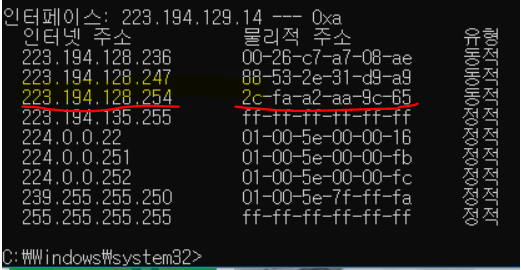 인터페이스: 223.194.129.14 --- 0xa
인터넷 주소 물리적 주소 유형
223.194.128.236 00-26-c7-a7-08-ae 동적
223.194.128.247 86-53-2e-31-d9-a9 동적
223.194.128.254 2c-fa-a2-aa-9c-65 동적
223.194.135.255 ff-ff-ff-ff-ff-ff 정적
224.0.0.22 01-00-5e-00-00-16 정적
224.0.0.251 01-00-5e-00-00-fb 정적
224.0.0.252 01-00-5e-00-00-fc 정적
239.255.255.250 01-00-5e-7f-ff-fa 정적
255.255.255.255 ff-ff-ff-ff-ff-ff 정적
C:₩Windows₩system32>